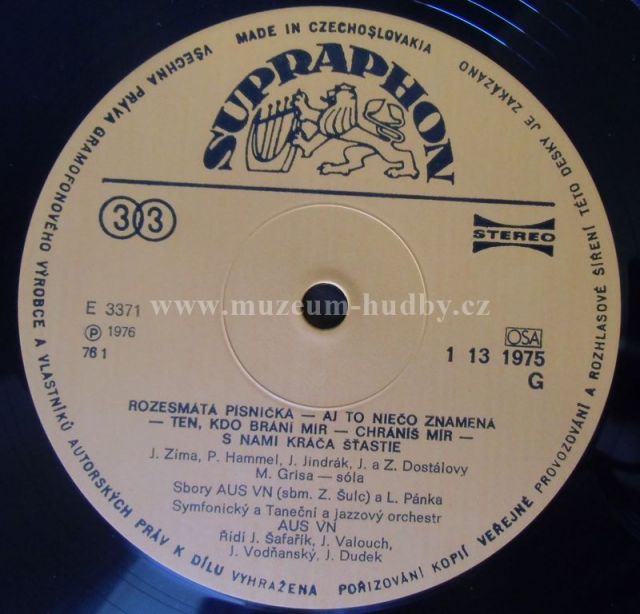 MADE IN CZECHOSLOVAKIA
SUPRAPHON
33
STEREO
E 3371
℗ 1976
76 1
www.muzeum-hudby.cz
OSA
1 13 1975
G
ROZESMÁTÁ PÍSNIČKA — AJ TO NIEČO ZNAMENÁ
— TEN, KDO BRÁNÍ MÍR — CHRÁNÍŠ MÍR —
S NAMI KRÁČA ŠŤASTIE
J. Zíma, P. Hammel, J. Jindrák, J. a Z. Dostálovy
M. Grisa — sóla
Sbory AUS VN (sbm. Z. Šulc) a L. Pánka
Symfonický a Taneční a jazzový orchestr
AUS VN
Řídí J. Šafařík, J. Valouch,
J. Vodňanský, J. Dudek
VŠECHNA PRÁVA GRAMOFONOVÉHO VÝROBCE A VLASTNÍKŮ AUTORSKÝCH PRÁV K DÍLU VYHRAŽENA POŘIZOVÁNÍ KOPIÍ VEŘEJNÉ PROVOZOVÁNÍ A ROZHLASOVÉ ŠÍŘENÍ TÉTO DESKY JE ZAKÁZÁNO